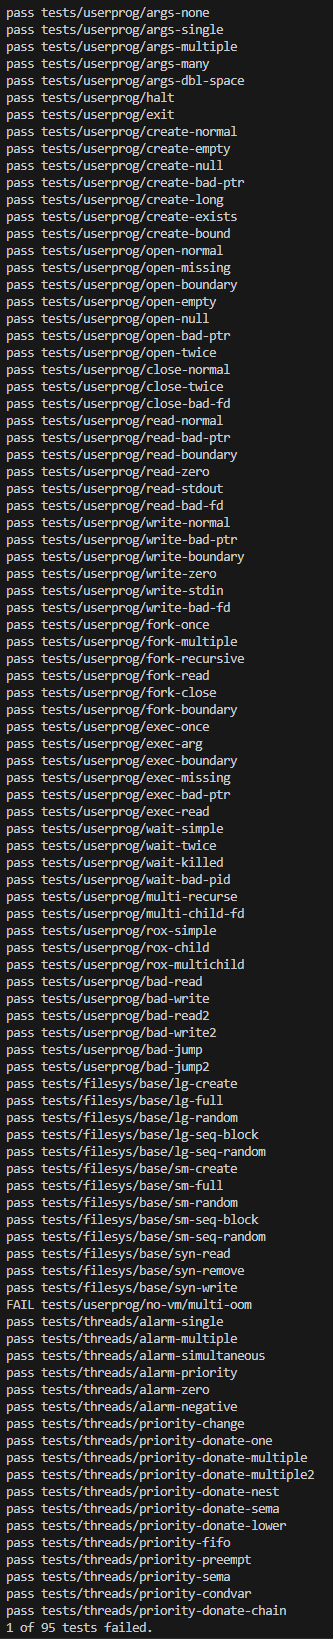 pass tests/userprog/args-none
pass tests/userprog/args-single
pass tests/userprog/args-multiple
pass tests/userprog/args-many
pass tests/userprog/args-dbl-space
pass tests/userprog/halt
pass tests/userprog/exit
pass tests/userprog/create-normal
pass tests/userprog/create-empty
pass tests/userprog/create-null
pass tests/userprog/create-bad-ptr
pass tests/userprog/create-long
pass tests/userprog/create-exists
pass tests/userprog/create-bound
pass tests/userprog/open-normal
pass tests/userprog/open-missing
pass tests/userprog/open-boundary
pass tests/userprog/open-empty
pass tests/userprog/open-null
pass tests/userprog/open-bad-ptr
pass tests/userprog/open-twice
pass tests/userprog/close-normal
pass tests/userprog/close-twice
pass tests/userprog/close-bad-fd
pass tests/userprog/read-normal
pass tests/userprog/read-bad-ptr
pass tests/userprog/read-boundary
pass tests/userprog/read-zero
pass tests/userprog/read-stdout
pass tests/userprog/read-bad-fd
pass tests/userprog/write-normal
pass tests/userprog/write-bad-ptr
pass tests/userprog/write-boundary
pass tests/userprog/write-zero
pass tests/userprog/write-stdin
pass tests/userprog/write-bad-fd
pass tests/userprog/fork-once
pass tests/userprog/fork-multiple
pass tests/userprog/fork-recursive
pass tests/userprog/fork-read
pass tests/userprog/fork-close
pass tests/userprog/fork-boundary
pass tests/userprog/exec-once
pass tests/userprog/exec-arg
pass tests/userprog/exec-boundary
pass tests/userprog/exec-missing
pass tests/userprog/exec-bad-ptr
pass tests/userprog/exec-read
pass tests/userprog/wait-simple
pass tests/userprog/wait-twice
pass tests/userprog/wait-killed
pass tests/userprog/wait-bad-pid
pass tests/userprog/multi-recurse
pass tests/userprog/multi-child-fd
pass tests/userprog/rox-simple
pass tests/userprog/rox-child
pass tests/userprog/rox-multichild
pass tests/userprog/bad-read
pass tests/userprog/bad-write
pass tests/userprog/bad-read2
pass tests/userprog/bad-write2
pass tests/userprog/bad-jump
pass tests/userprog/bad-jump2
pass tests/filesys/base/lg-create
pass tests/filesys/base/lg-full
pass tests/filesys/base/lg-random
pass tests/filesys/base/lg-seq-block
pass tests/filesys/base/lg-seq-random
pass tests/filesys/base/sm-create
pass tests/filesys/base/sm-full
pass tests/filesys/base/sm-random
pass tests/filesys/base/sm-seq-block
pass tests/filesys/base/sm-seq-random
pass tests/filesys/base/syn-read
pass tests/filesys/base/syn-remove
pass tests/filesys/base/syn-write
FAIL tests/userprog/no-vm/multi-oom
pass tests/threads/alarm-single
pass tests/threads/alarm-multiple
pass tests/threads/alarm-simultaneous
pass tests/threads/alarm-priority
pass tests/threads/alarm-zero
pass tests/threads/alarm-negative
pass tests/threads/priority-change
pass tests/threads/priority-donate-one
pass tests/threads/priority-donate-multiple
pass tests/threads/priority-donate-multiple2
pass tests/threads/priority-donate-nest
pass tests/threads/priority-donate-sema
pass tests/threads/priority-donate-lower
pass tests/threads/priority-fifo
pass tests/threads/priority-preempt
pass tests/threads/priority-sema
pass tests/threads/priority-condvar
pass tests/threads/priority-donate-chain
1 of 95 tests failed.